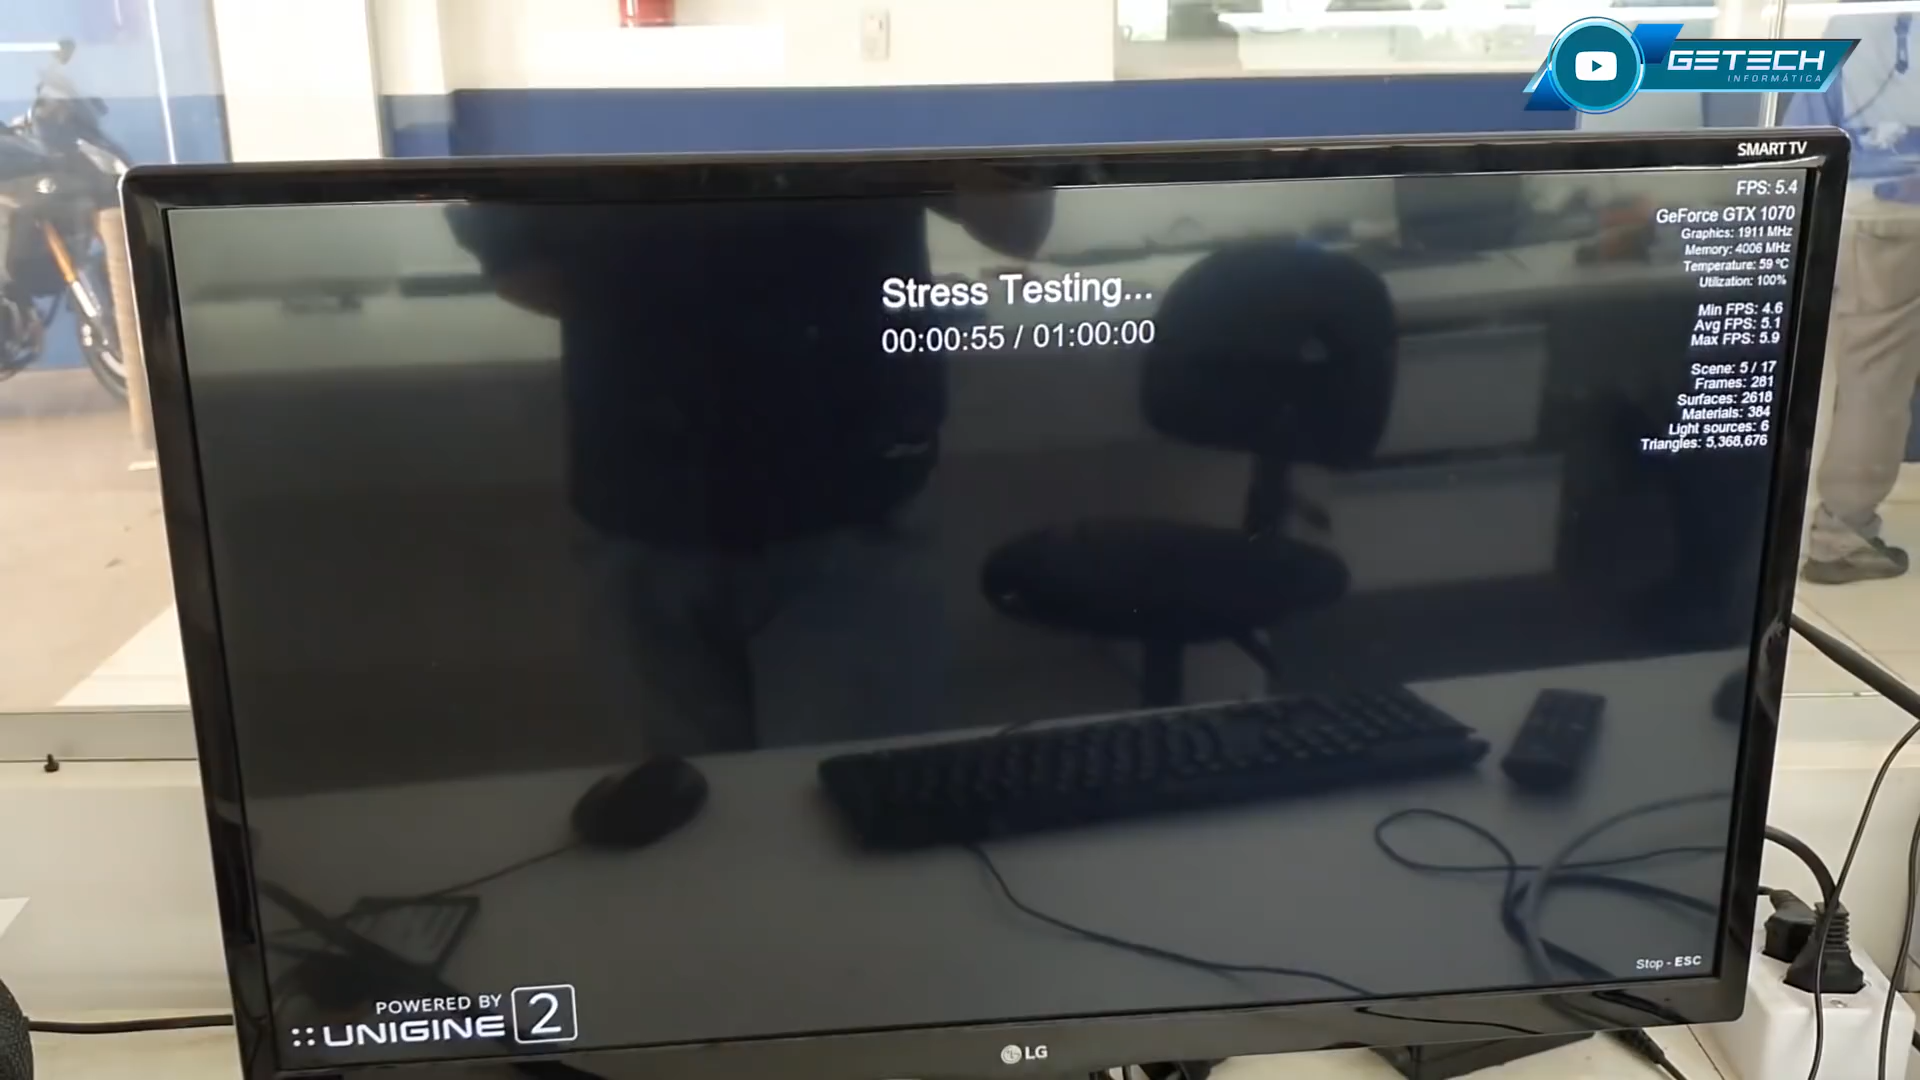 GETECH
INFORMÁTICA
SMART TV
FPS: 5.4
GeForce GTX 1070
Graphics: 1911 MHz
Memory: 4006 MHz
Temperature: 59 ºC
Utilization: 100%
Min FPS: 4.6
Avg FPS: 5.1
Max FPS: 5.9
Scene: 5 / 17
Frames: 281
Surfaces: 2618
Materials: 384
Light sources: 6
Triangles: 5,368,676
Stress Testing...
00:00:55 / 01:00:00
Stop - ESC
POWERED BY
UNIGINE 2
LG